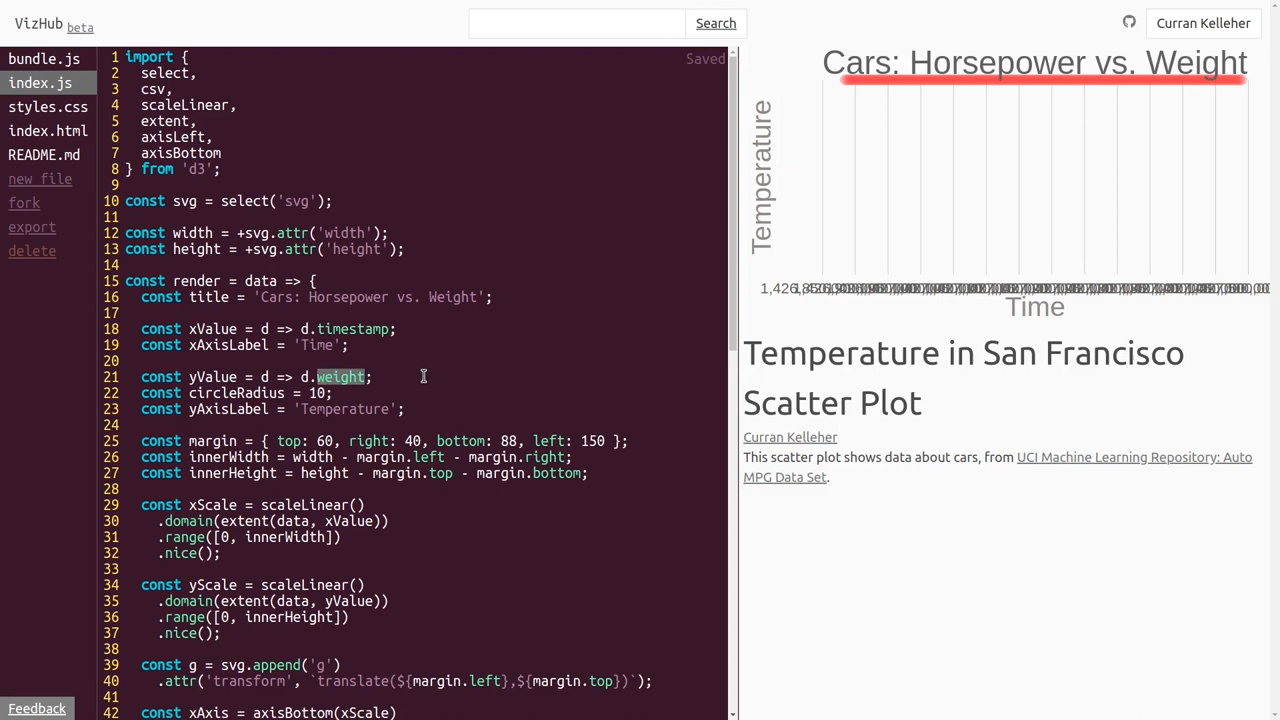 VizHub beta
Search
Curran Kelleher
bundle.js
index.js
styles.css
index.html
README.md
new file
fork
export
delete
Feedback
Saved
1 import {
2 select,
3 csv,
4 scaleLinear,
5 extent,
6 axisLeft,
7 axisBottom
8 } from 'd3';
9
10 const svg = select('svg');
11
12 const width = +svg.attr('width');
13 const height = +svg.attr('height');
14
15 const render = data => {
16 const title = 'Cars: Horsepower vs. Weight';
17
18 const xValue = d => d.timestamp;
19 const xAxisLabel = 'Time';
20
21 const yValue = d => d.weight;
22 const circleRadius = 10;
23 const yAxisLabel = 'Temperature';
24
25 const margin = { top: 60, right: 40, bottom: 88, left: 150 };
26 const innerWidth = width - margin.left - margin.right;
27 const innerHeight = height - margin.top - margin.bottom;
28
29 const xScale = scaleLinear()
30 .domain(extent(data, xValue))
31 .range([0, innerWidth])
32 .nice();
33
34 const yScale = scaleLinear()
35 .domain(extent(data, yValue))
36 .range([0, innerHeight])
37 .nice();
38
39 const g = svg.append('g')
40 .attr('transform', `translate(${margin.left},${margin.top})`);
41
42 const xAxis = axisBottom(xScale)
Cars: Horsepower vs. Weight
Temperature
Time
Temperature in San Francisco
Scatter Plot
Curran Kelleher
This scatter plot shows data about cars, from UCI Machine Learning Repository: Auto
MPG Data Set.